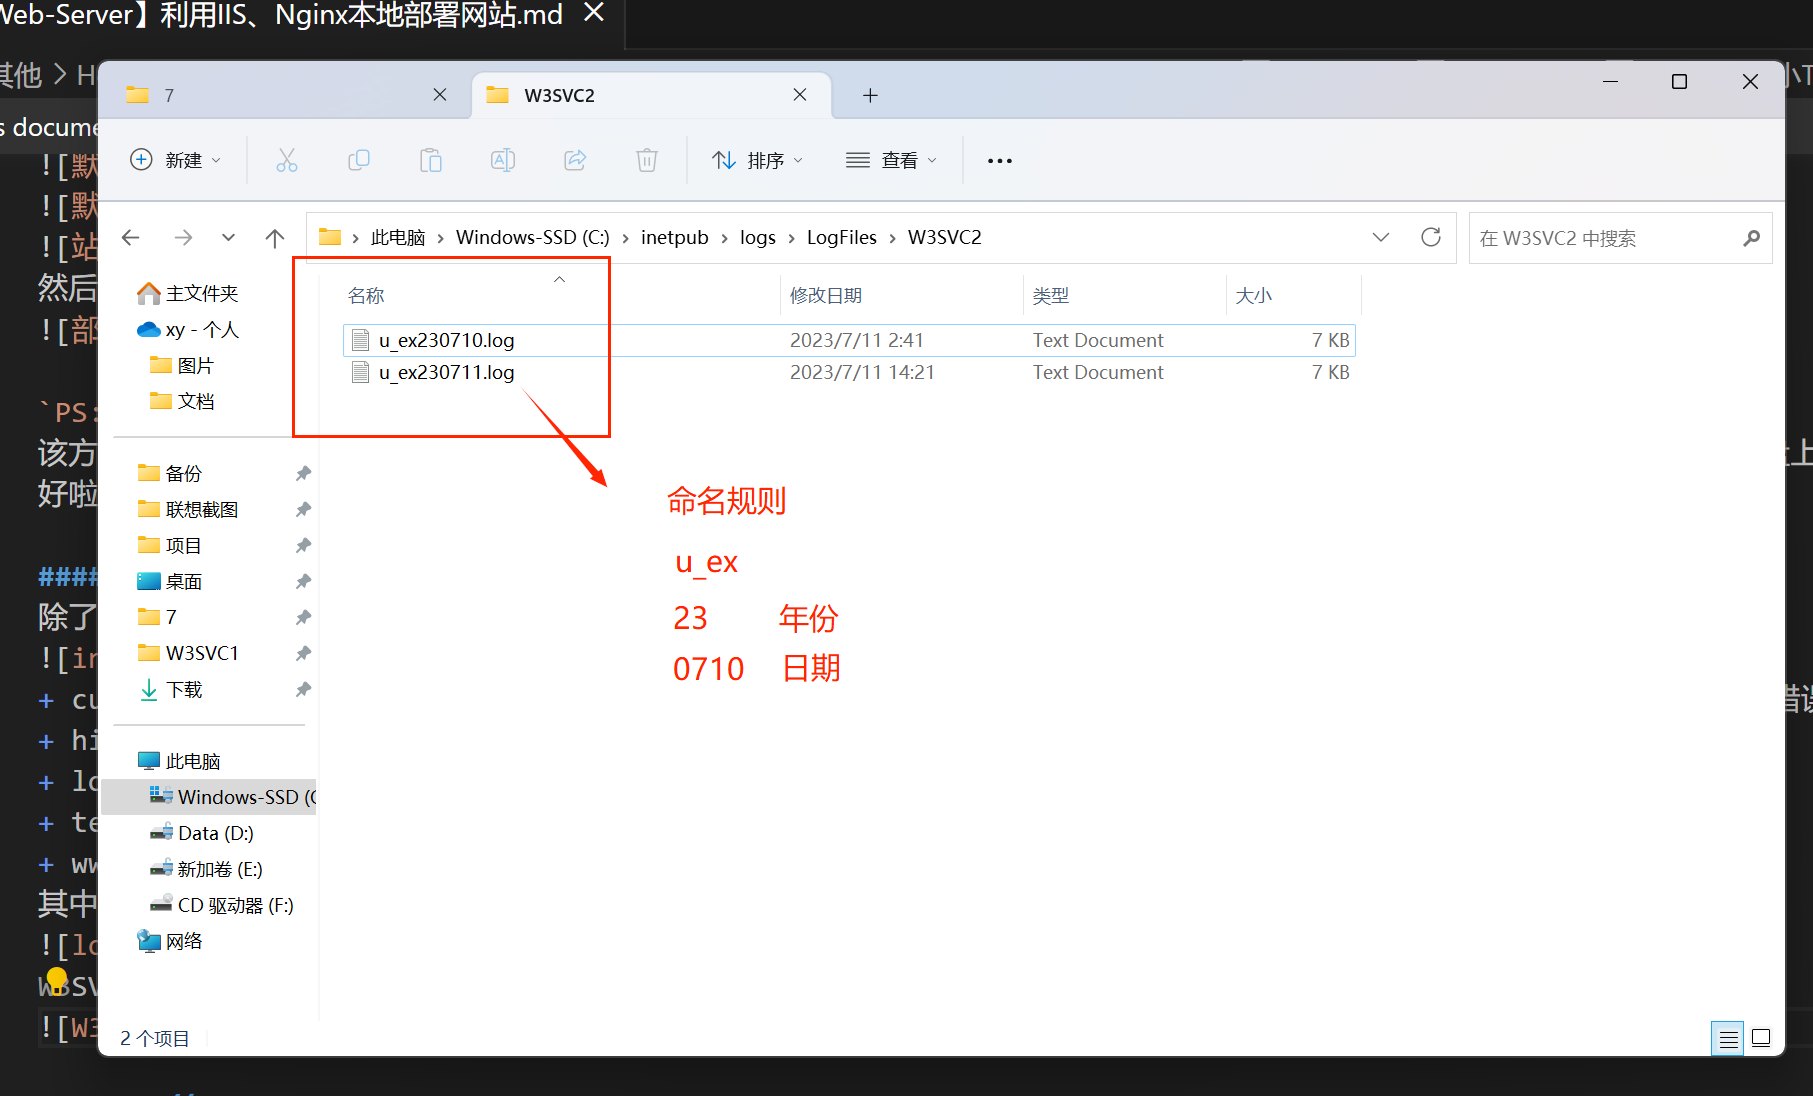 Web-Server】利用IIS、Nginx本地部署网站.md
其他 > H
小T
s docume
![默
![默
![站
然后
![部
`PS:
该方
上
好啦
####
除了
![in
+ cu
错误
+ hi
+ lo
+ te
+ ww
其中
![lo
W3SV
![W3
7
W3SVC2
新建
排序
查看
此电脑 › Windows-SSD (C:) › inetpub › logs › LogFiles › W3SVC2
在 W3SVC2 中搜索
主文件夹
xy - 个人
图片
文档
备份
联想截图
项目
桌面
7
W3SVC1
下载
此电脑
Windows-SSD (C
Data (D:)
新加卷 (E:)
CD 驱动器 (F:)
网络
名称 修改日期 类型 大小
u_ex230710.log 2023/7/11 2:41 Text Document 7 KB
u_ex230711.log 2023/7/11 14:21 Text Document 7 KB
命名规则
u_ex
23 年份
0710 日期
2 个项目